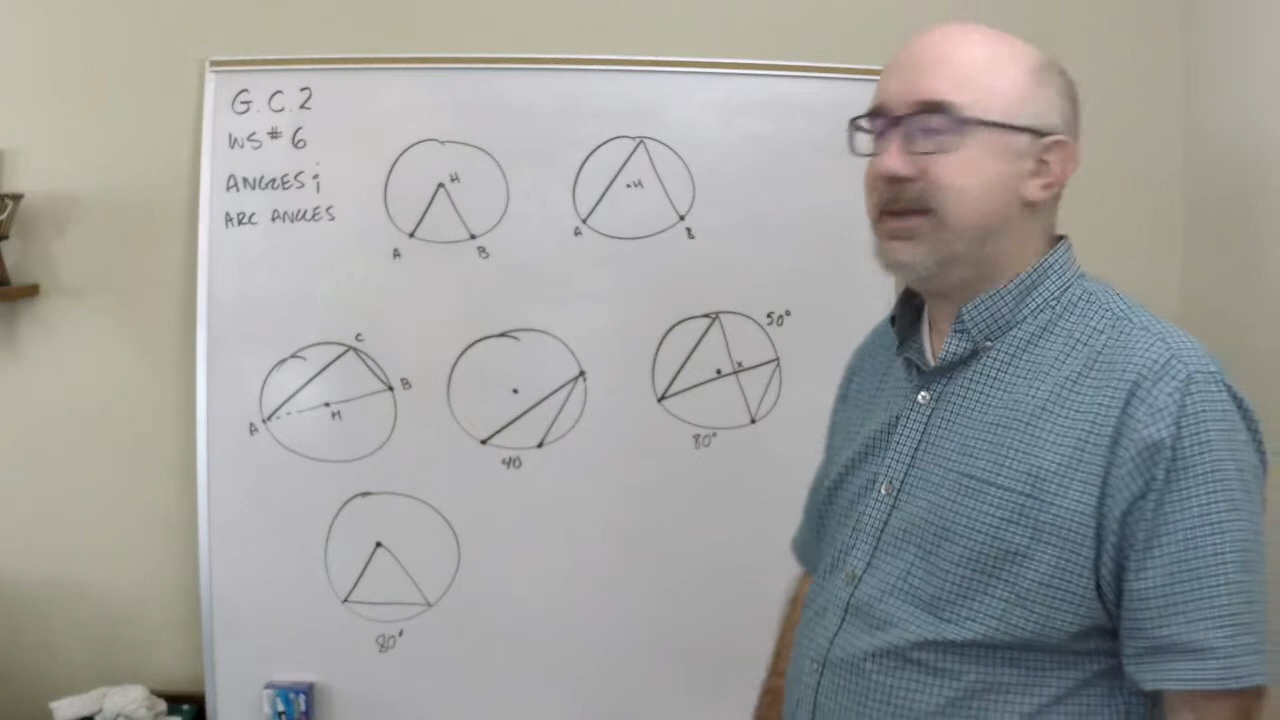 G.C.2
WS#6
ANGLES ;
ARC ANGLES
H
A B
H
A B
C
B
M
A
40
50°
x
80°
80°